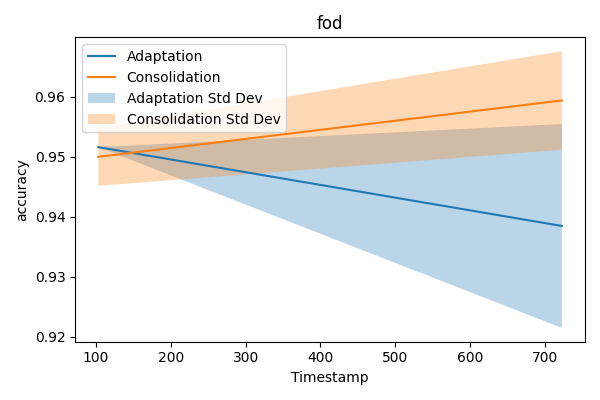 fod
Adaptation
Consolidation
Adaptation Std Dev
Consolidation Std Dev
0.96
0.95
0.94
0.93
0.92
accuracy
100 200 300 400 500 600 700
Timestamp